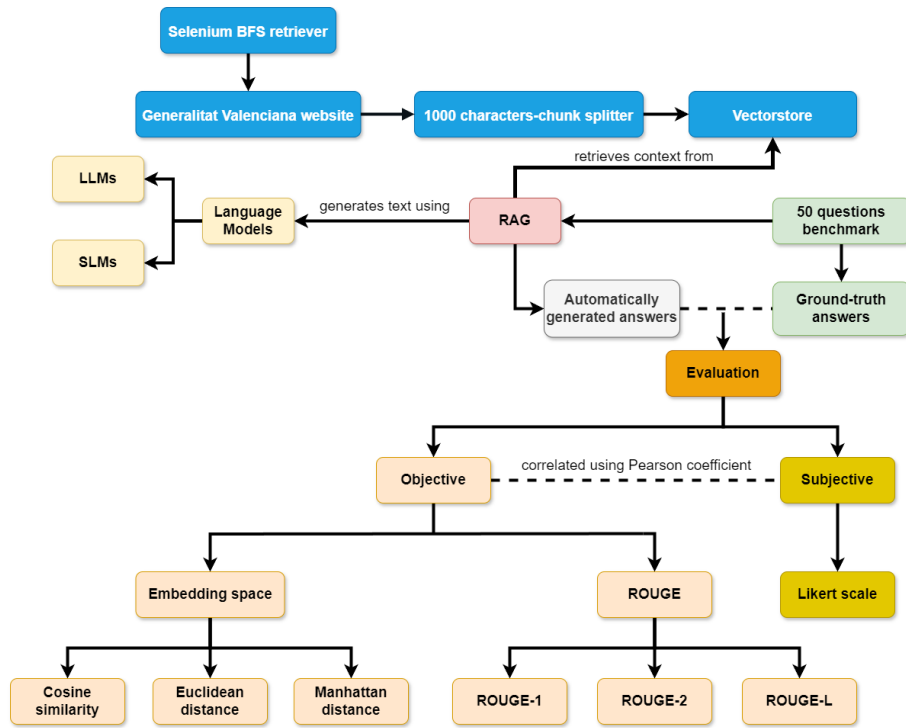 Selenium BFS retriever
Generalitat Valenciana website
1000 characters-chunk splitter
Vectorstore
retrieves context from
LLMs
generates text using
Language
Models
RAG
50 questions
benchmark
SLMs
Automatically
generated answers
Ground-truth
answers
Evaluation
Objective
correlated using Pearson coefficient
Subjective
Embedding space
ROUGE
Likert scale
Cosine
similarity
Euclidean
distance
Manhattan
distance
ROUGE-1
ROUGE-2
ROUGE-L